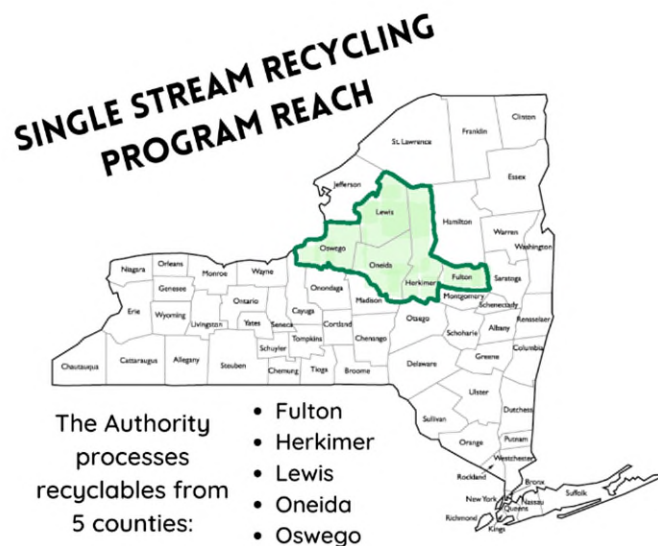 SINGLE STREAM RECYCLING
PROGRAM REACH
Clinton
Franklin
St. Lawrence
Essex
Jefferson
Lewis
Hamilton
Warren
Washington
Oswego
Oneida
Herkimer
Fulton
Saratoga
Niagara
Orleans
Monroe
Wayne
Genesee
Onondaga
Madison
Montgomery
Schenectady
Rensselaer
Erie
Wyoming
Livingston
Ontario
Yates
Seneca
Cayuga
Cortland
Chenango
Otsego
Schoharie
Albany
Columbia
Schuyler
Tompkins
Greene
Chautauqua
Cattaraugus
Allegany
Steuben
Chemung
Tioga
Broome
Delaware
Ulster
Sullivan
Dutchess
Orange
Putnam
Westchester
Rockland
Bronx
New York
Nassau
Suffolk
Queens
Richmond
Kings
The Authority
processes
recyclables from
5 counties:
• Fulton
• Herkimer
• Lewis
• Oneida
• Oswego